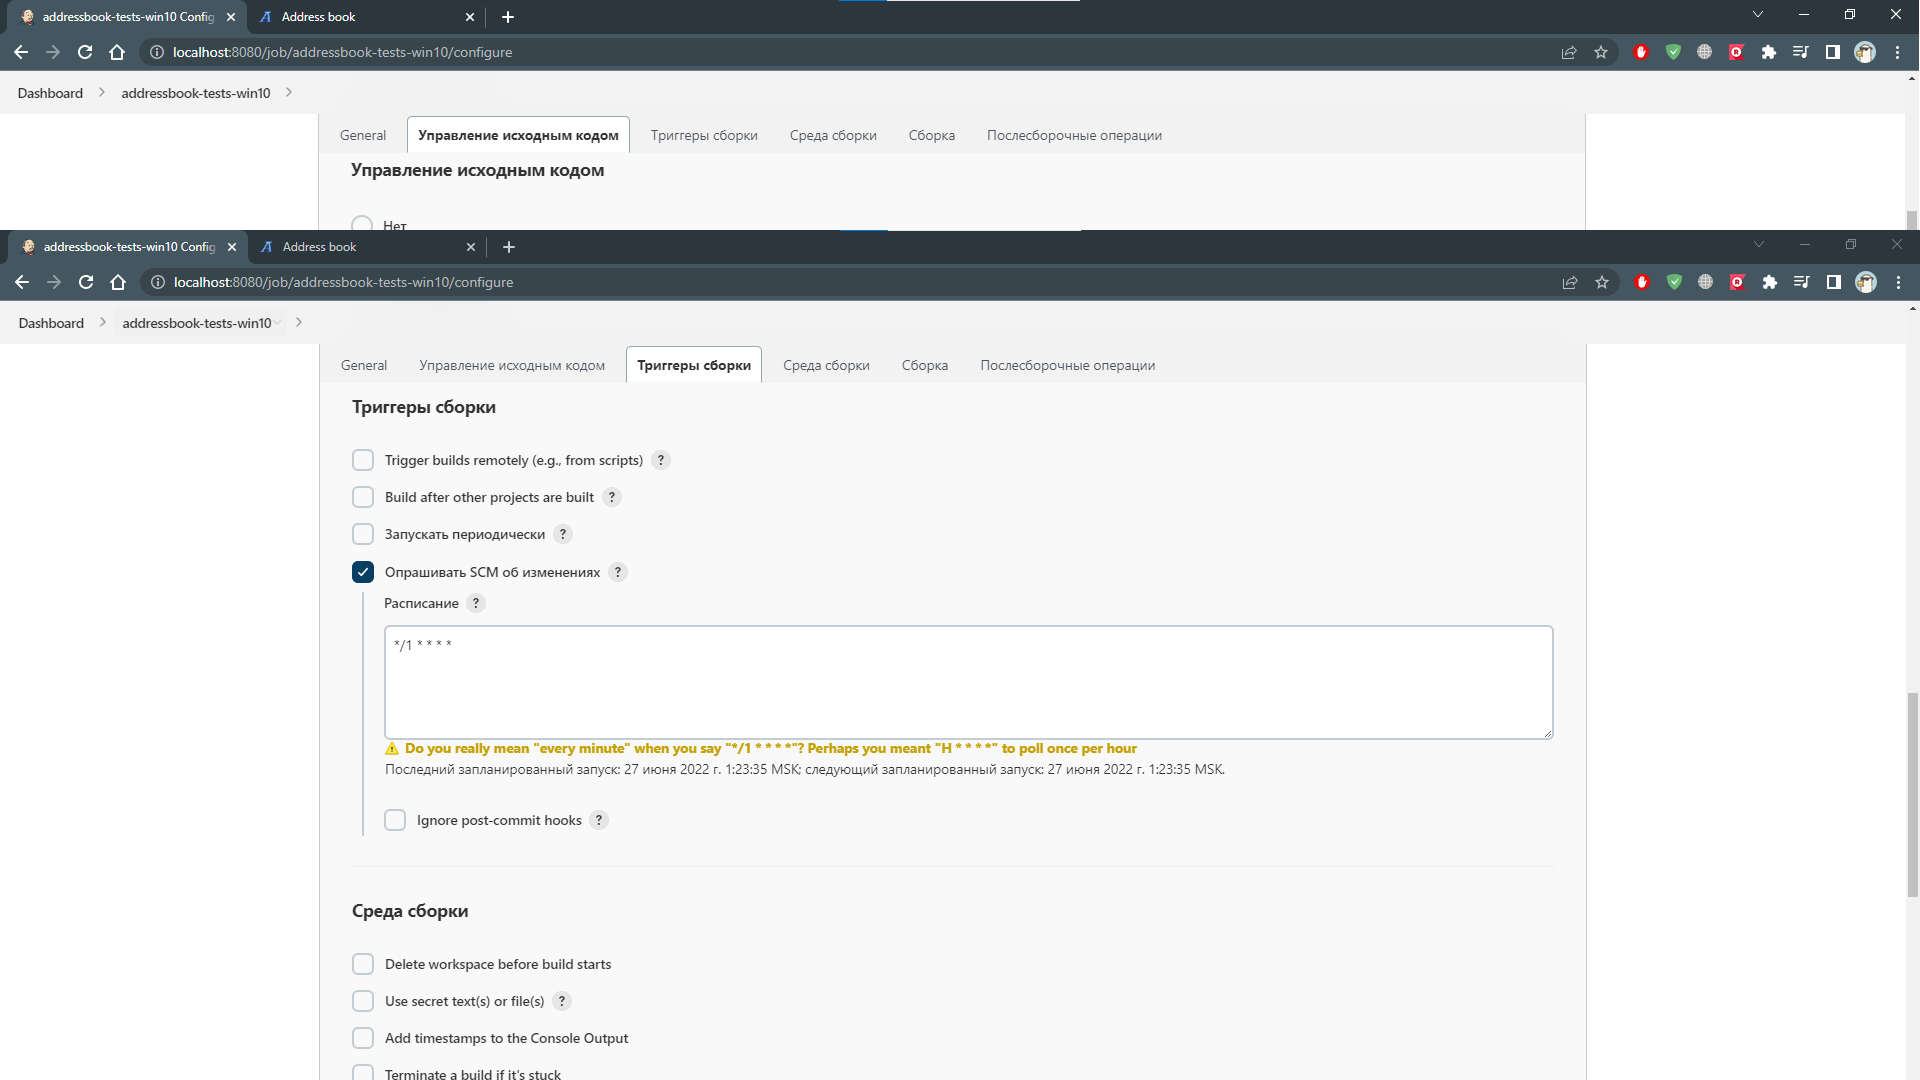 addressbook-tests-win10 Config
Address book
localhost:8080/job/addressbook-tests-win10/configure
Dashboard
addressbook-tests-win10
General
Управление исходным кодом
Триггеры сборки
Среда сборки
Сборка
Послесборочные операции
Управление исходным кодом
Нет
addressbook-tests-win10 Config
Address book
localhost:8080/job/addressbook-tests-win10/configure
Dashboard
addressbook-tests-win10
General
Управление исходным кодом
Триггеры сборки
Среда сборки
Сборка
Послесборочные операции
Триггеры сборки
Trigger builds remotely (e.g., from scripts) ?
Build after other projects are built ?
Запускать периодически ?
Опрашивать SCM об изменениях ?
Расписание ?
*/1 * * * *
Do you really mean "every minute" when you say "*/1 * * * *"? Perhaps you meant "H * * * *" to poll once per hour
Последний запланированный запуск: 27 июня 2022 г. 1:23:35 MSK; следующий запланированный запуск: 27 июня 2022 г. 1:23:35 MSK.
Ignore post-commit hooks ?
Среда сборки
Delete workspace before build starts
Use secret text(s) or file(s) ?
Add timestamps to the Console Output
Terminate a build if it's stuck